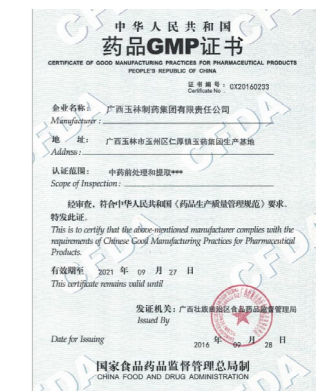 中华人民共和国
药品GMP证书
CERTIFICATE OF GOOD MANUFACTURING PRACTICES FOR PHARMACEUTICAL PRODUCTS
PEOPLE'S REPUBLIC OF CHINA
证书编号: GX20160233
Certificate No:
企业名称: 广西玉林制药集团有限责任公司
Manufacturer:
地 址: 广西玉林市玉州区仁厚镇玉药集团生产基地
Address:
认证范围: 中药前处理和提取***
Scope of Inspection:
经审查,符合中华人民共和国《药品生产质量管理规范》要求,
特发此证。
This is to certify that the above-mentioned manufacturer complies with the
requirements of Chinese Good Manufacturing Practices for Pharmaceutical
Products.
有效期至 2021 年 09 月 27 日
This certificate remains valid until
发证机关: 广西壮族自治区食品药品监督管理局
Issued By
Date for Issuing 2016 年 09 月 28 日
国家食品药品监督管理总局制
CHINA FOOD AND DRUG ADMINISTRATION
CFDA